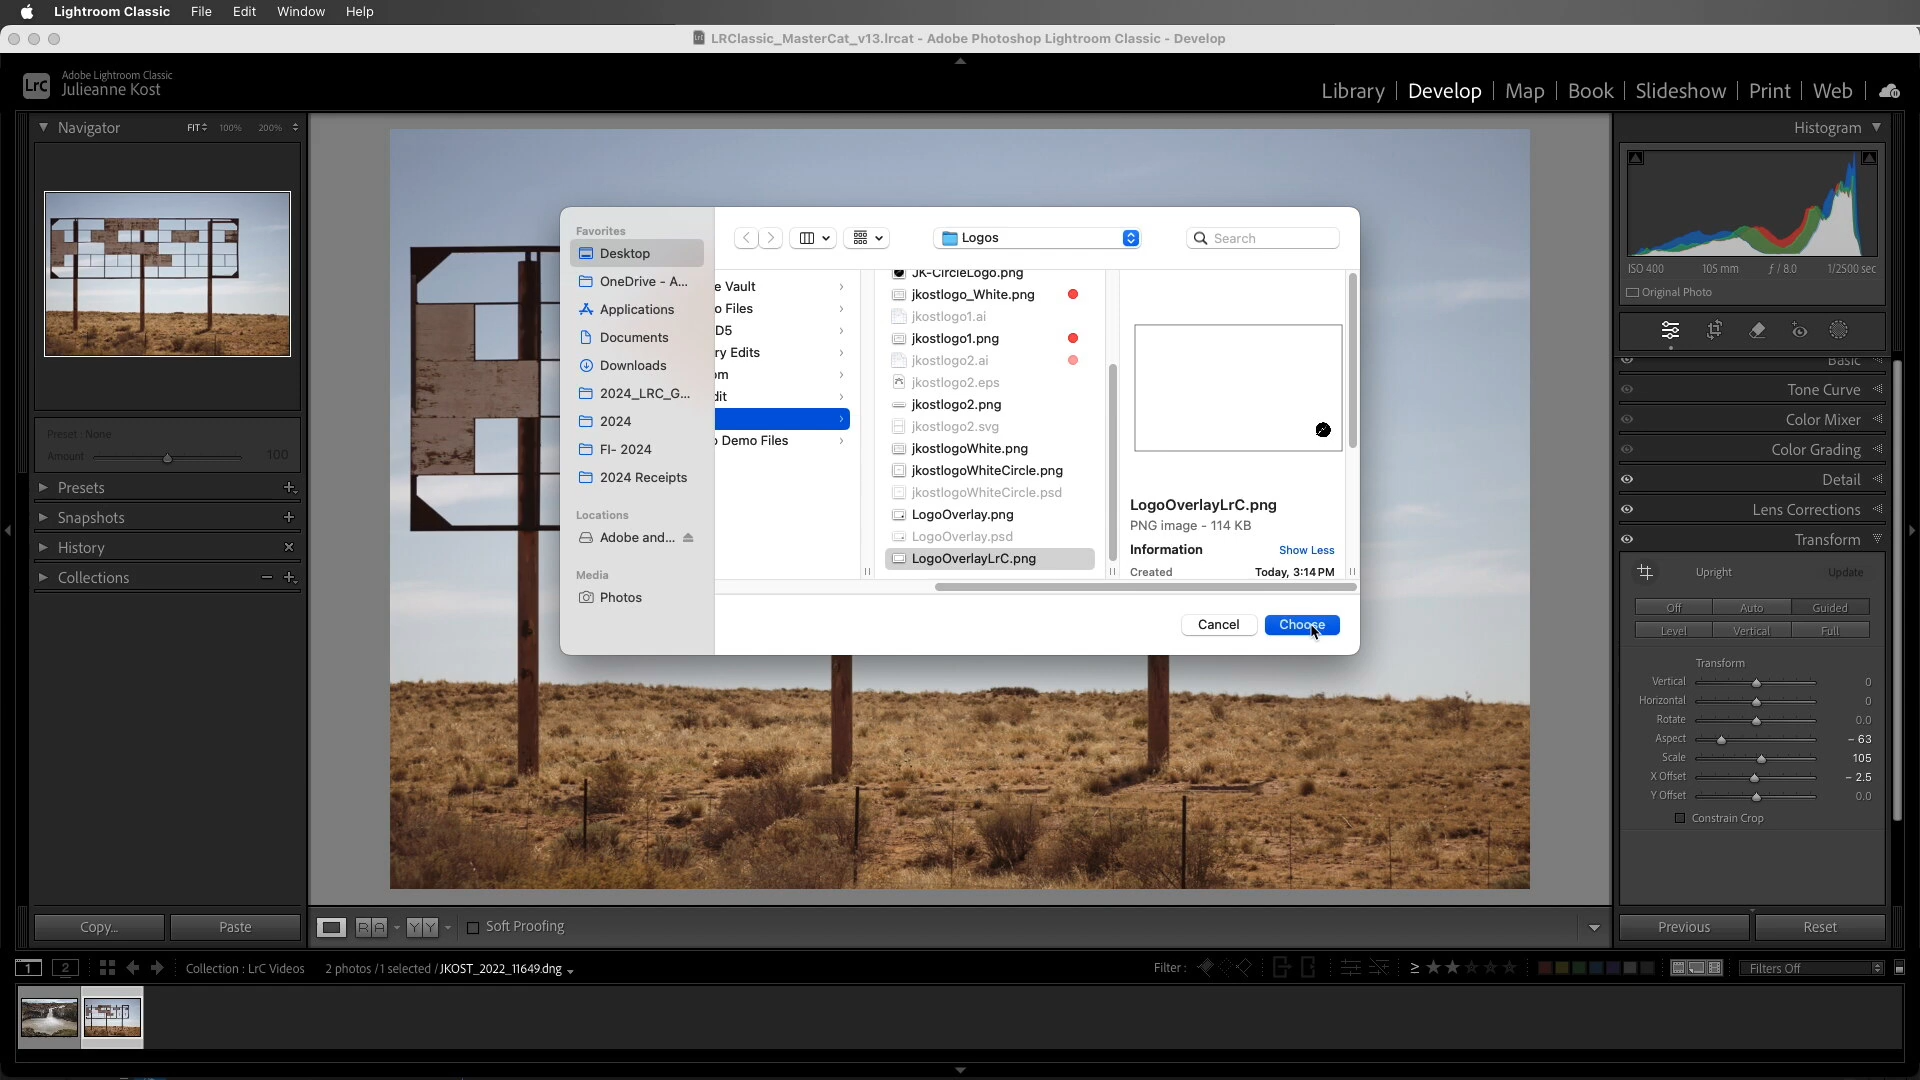 Lightroom Classic File Edit Window Help
LRClassic_MasterCat_v13.lrcat - Adobe Photoshop Lightroom Classic - Develop
LrC Adobe Lightroom Classic
Julieanne Kost
Library | Develop | Map | Book | Slideshow | Print | Web
Navigator FIT 100% 200%
Preset : None
Amount 100
Presets
Snapshots
History
Collections
Copy...
Paste
Favorites
Desktop
OneDrive - A...
Applications
Documents
Downloads
2024_LRC_G...
2024
FI- 2024
2024 Receipts
Locations
Adobe and...
Media
Photos
Logos
Search
e Vault
o Files
D5
ry Edits
om
dit
o Demo Files
JK-CircleLogo.png
jkostlogo_White.png
jkostlogo1.ai
jkostlogo1.png
jkostlogo2.ai
jkostlogo2.eps
jkostlogo2.png
jkostlogo2.svg
jkostlogoWhite.png
jkostlogoWhiteCircle.png
jkostlogoWhiteCircle.psd
LogoOverlay.png
LogoOverlay.psd
LogoOverlayLrC.png
LogoOverlayLrC.png
PNG image - 114 KB
Information Show Less
Created Today, 3:14 PM
Cancel
Choose
Histogram
ISO 400 105 mm ƒ / 8.0 1/2500 sec
Original Photo
Basic
Tone Curve
Color Mixer
Color Grading
Detail
Lens Corrections
Transform
Upright Update
Off Auto Guided
Level Vertical Full
Transform
Vertical 0
Horizontal 0
Rotate 0.0
Aspect - 63
Scale 105
X Offset - 2.5
Y Offset 0.0
Constrain Crop
Previous
Reset
R A Y Y Soft Proofing
1 2 Collection : LrC Videos 2 photos / 1 selected / JKOST_2022_11649.dng
Filter : ≥ ★★★★★ Filters Off